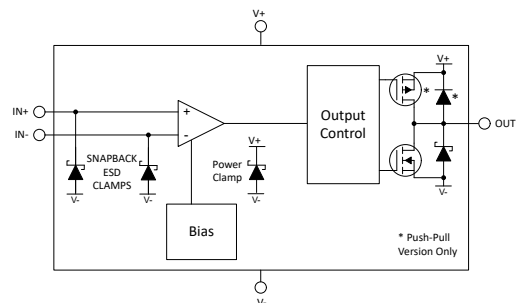 V+
IN+
IN-
+
-
SNAPBACK
ESD
CLAMPS
V-
V-
V+
Power
Clamp
V-
Bias
Output
Control
V+
*
*
OUT
V-
* Push-Pull
Version Only
V-